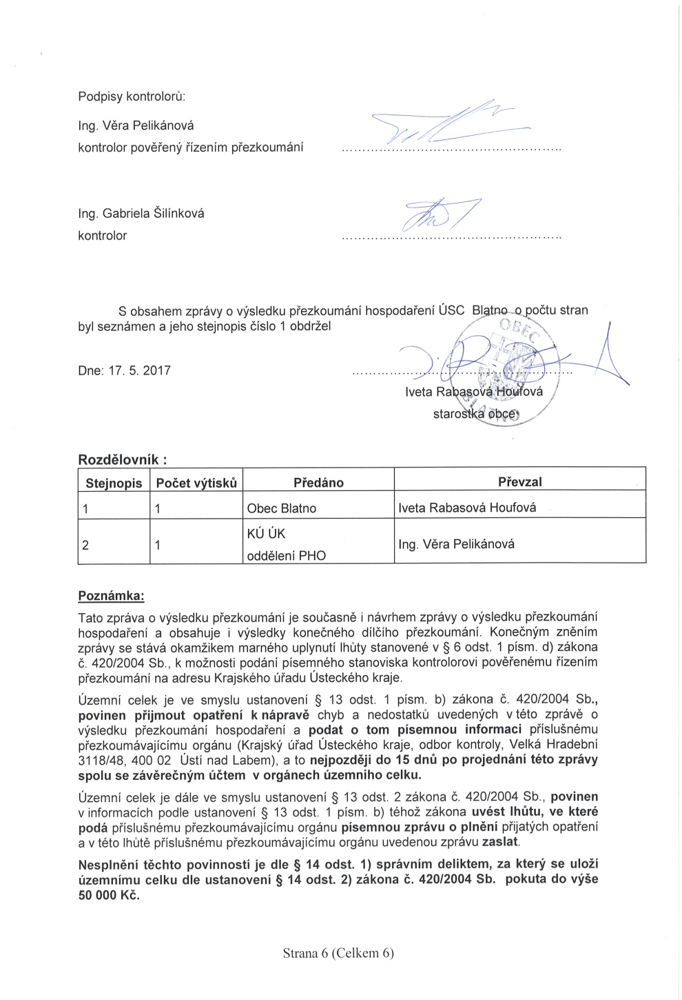 Podpisy kontrolorů:
Ing. Věra Pelikánová
kontrolor pověřený řízením přezkoumání ......................................................
Ing. Gabriela Šilínková
kontrolor ......................................................
S obsahem zprávy o výsledku přezkoumání hospodaření ÚSC Blatno o počtu stran
byl seznámen a jeho stejnopis číslo 1 obdržel
OBEC
Dne: 17. 5. 2017 ......................................................
Iveta Rabasová Houfová
starostka obce
BLATNO
Rozdělovník :
Stejnopis Počet výtisků Předáno Převzal
1 1 Obec Blatno Iveta Rabasová Houfová
2 1 KÚ ÚK
oddělení PHO Ing. Věra Pelikánová
Poznámka:
Tato zpráva o výsledku přezkoumání je současně i návrhem zprávy o výsledku přezkoumání
hospodaření a obsahuje i výsledky konečného dílčího přezkoumání. Konečným zněním
zprávy se stává okamžikem marného uplynutí lhůty stanovené v § 6 odst. 1 písm. d) zákona
č. 420/2004 Sb., k možnosti podání písemného stanoviska kontrolorovi pověřenému řízením
přezkoumání na adresu Krajského úřadu Ústeckého kraje.
Územní celek je ve smyslu ustanovení § 13 odst. 1 písm. b) zákona č. 420/2004 Sb.,
povinen přijmout opatření k nápravě chyb a nedostatků uvedených v této zprávě o
výsledku přezkoumání hospodaření a podat o tom písemnou informaci příslušnému
přezkoumávajícímu orgánu (Krajský úřad Ústeckého kraje, odbor kontroly, Velká Hradební
3118/48, 400 02 Ústí nad Labem), a to nejpozději do 15 dnů po projednání této zprávy
spolu se závěrečným účtem v orgánech územního celku.
Územní celek je dále ve smyslu ustanovení § 13 odst. 2 zákona č. 420/2004 Sb., povinen
v informacích podle ustanovení § 13 odst. 1 písm. b) téhož zákona uvést lhůtu, ve které
podá příslušnému přezkoumávajícímu orgánu písemnou zprávu o plnění přijatých opatření
a v této lhůtě příslušnému přezkoumávajícímu orgánu uvedenou zprávu zaslat.
Nesplnění těchto povinností je dle § 14 odst. 1) správním deliktem, za který se uloží
územnímu celku dle ustanovení § 14 odst. 2) zákona č. 420/2004 Sb. pokuta do výše
50 000 Kč.
Strana 6 (Celkem 6)